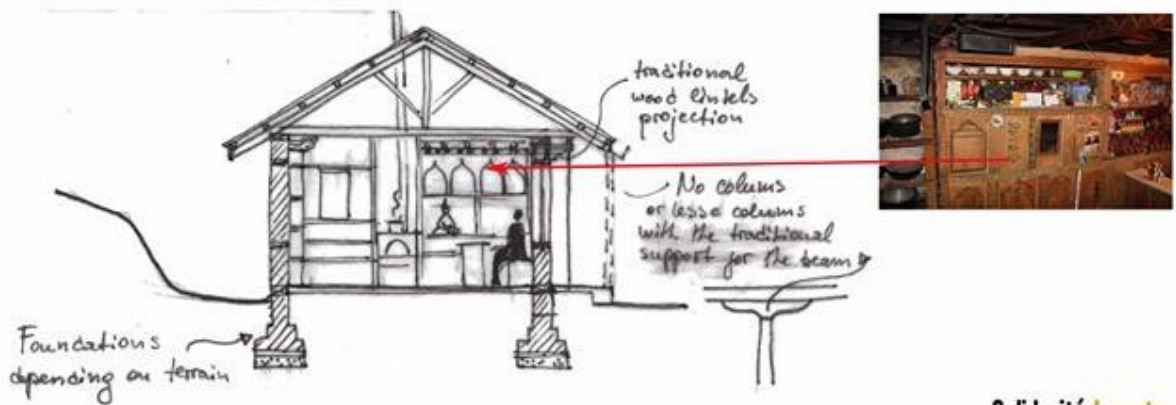 traditional
wood lintels
projection
No colums
or lesse colums
with the traditional
support for the beam
Foundations
depending on terrain